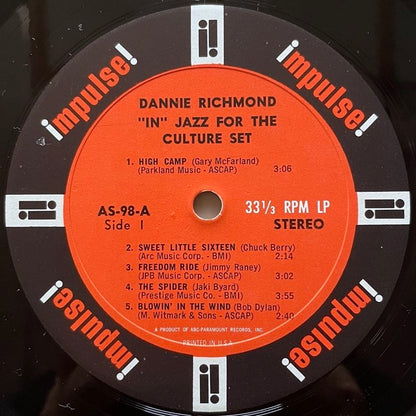 impulse!
impulse!
DANNIE RICHMOND
"IN" JAZZ FOR THE
CULTURE SET
1. HIGH CAMP (Gary McFarland)
(Parkland Music - ASCAP) 3:06
AS-98-A
Side I
33⅓ RPM LP
STEREO
2. SWEET LITTLE SIXTEEN (Chuck Berry)
(Arc Music Corp. - BMI) 2:14
3. FREEDOM RIDE (Jimmy Raney)
(JPB Music Corp. - ASCAP) 3:02
4. THE SPIDER (Jaki Byard)
(Prestige Music Co. - BMI) 3:55
5. BLOWIN' IN THE WIND (Bob Dylan)
(M. Witmark & Sons - ASCAP) 2:40
A PRODUCT OF ABC-PARAMOUNT RECORDS, INC.
PRINTED IN U.S.A.
impulse!
impulse!